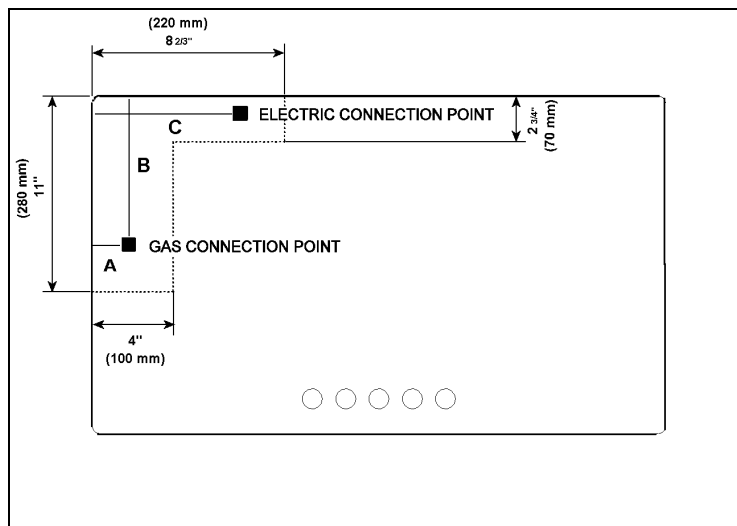 (220 mm)
8 2/3"
ELECTRIC CONNECTION POINT
C
2 3/4"
(70 mm)
B
(280 mm)
11"
GAS CONNECTION POINT
A
4"
(100 mm)